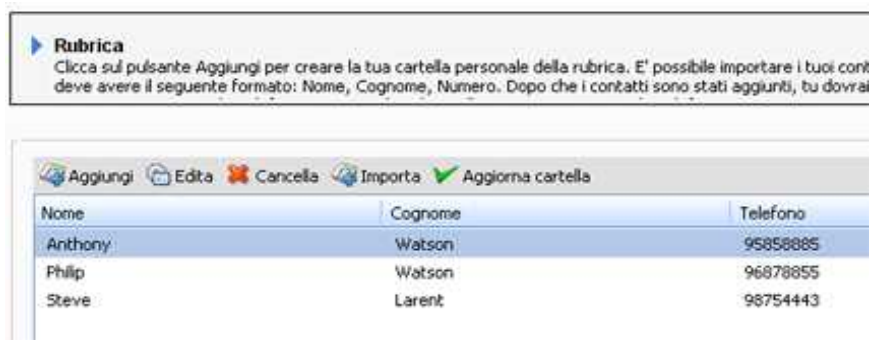 Rubrica
Clicca sul pulsante Aggiungi per creare la tua cartella personale della rubrica. E' possibile importare i tuoi cont
deve avere il seguente formato: Nome, Cognome, Numero. Dopo che i contatti sono stati aggiunti, tu dovrai
Aggiungi Edita Cancella Importa Aggiorna cartella
Nome Cognome Telefono
Anthony Watson 95858885
Philip Watson 96878855
Steve Larent 98754443